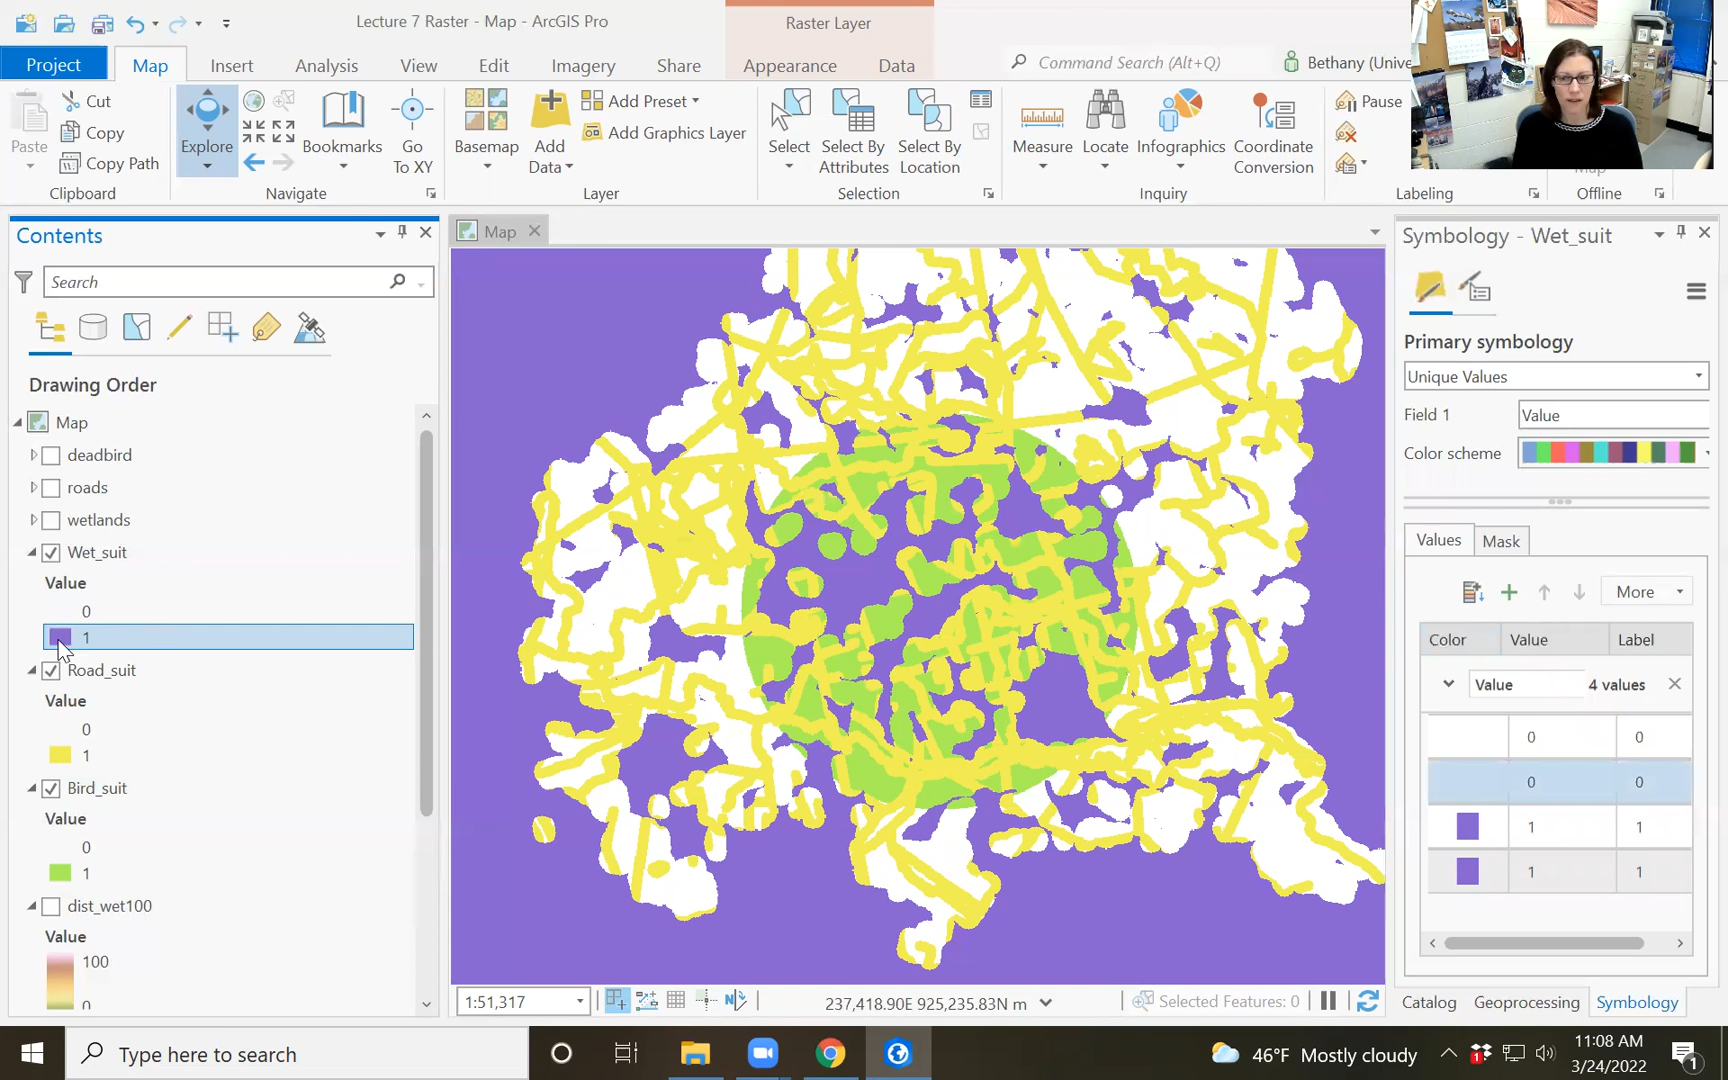 Lecture 7 Raster - Map - ArcGIS Pro
Raster Layer
Project
Map
Insert
Analysis
View
Edit
Imagery
Share
Appearance
Data
Command Search (Alt+Q)
Bethany (Unive
Paste
Cut
Copy
Copy Path
Clipboard
Explore
Bookmarks
Go
To XY
Navigate
Basemap
Add
Data
Add Preset
Add Graphics Layer
Layer
Select
Select By
Attributes
Select By
Location
Selection
Measure
Locate
Infographics
Coordinate
Conversion
Inquiry
Pause
Labeling
Map
Offline
Contents
Search
Drawing Order
Map
deadbird
roads
wetlands
Wet_suit
Value
0
1
Road_suit
Value
0
1
Bird_suit
Value
0
1
dist_wet100
Value
100
0
Map
1:51,317
237,418.90E 925,235.83N m
Selected Features: 0
Symbology - Wet_suit
Primary symbology
Unique Values
Field 1
Value
Color scheme
Values
Mask
More
Color
Value
Label
Value
4 values
0
0
0
0
1
1
1
1
Catalog
Geoprocessing
Symbology
Type here to search
46°F Mostly cloudy
1
11:08 AM
3/24/2022
1